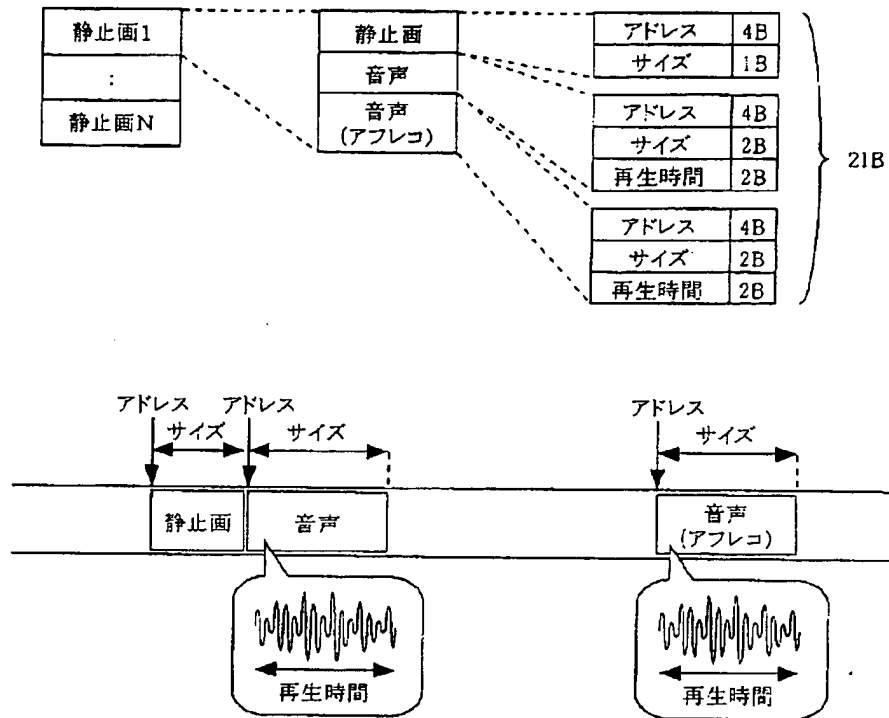 静止画1
:
静止画N
静止画
音声
音声
(アフレコ)
アドレス 4B
サイズ 1B
アドレス 4B
サイズ 2B
再生時間 2B
アドレス 4B
サイズ 2B
再生時間 2B
21B
アドレス アドレス アドレス
サイズ サイズ サイズ
静止画 音声 音声
(アフレコ)
再生時間 再生時間